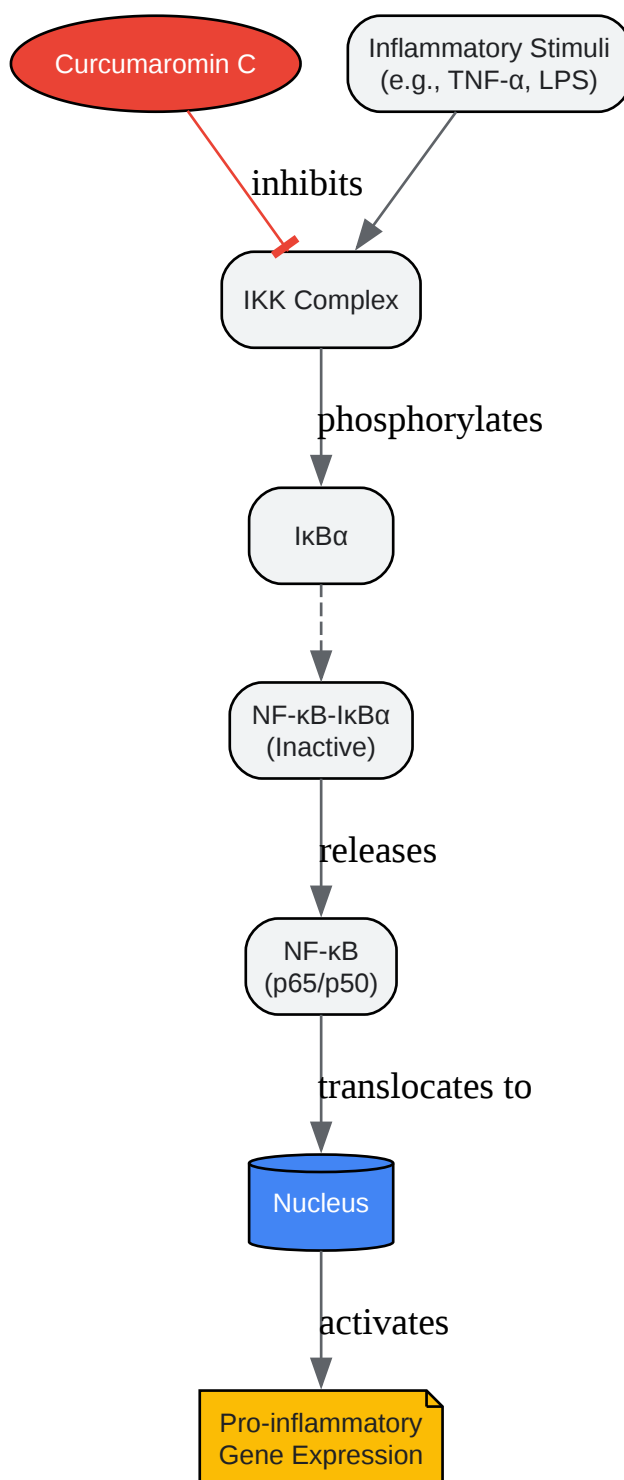 Curcumaromin C
Inflammatory Stimuli
(e.g., TNF-α, LPS)
inhibits
IKK Complex
phosphorylates
IκBα
NF-κB-IκBα
(Inactive)
releases
NF-κB
(p65/p50)
translocates to
Nucleus
activates
Pro-inflammatory
Gene Expression